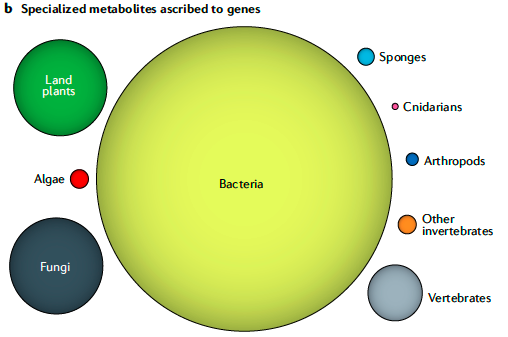 b Specialized metabolites ascribed to genes
Land
plants
Sponges
Cnidarians
Algae
Bacteria
Arthropods
Other
invertebrates
Fungi
Vertebrates